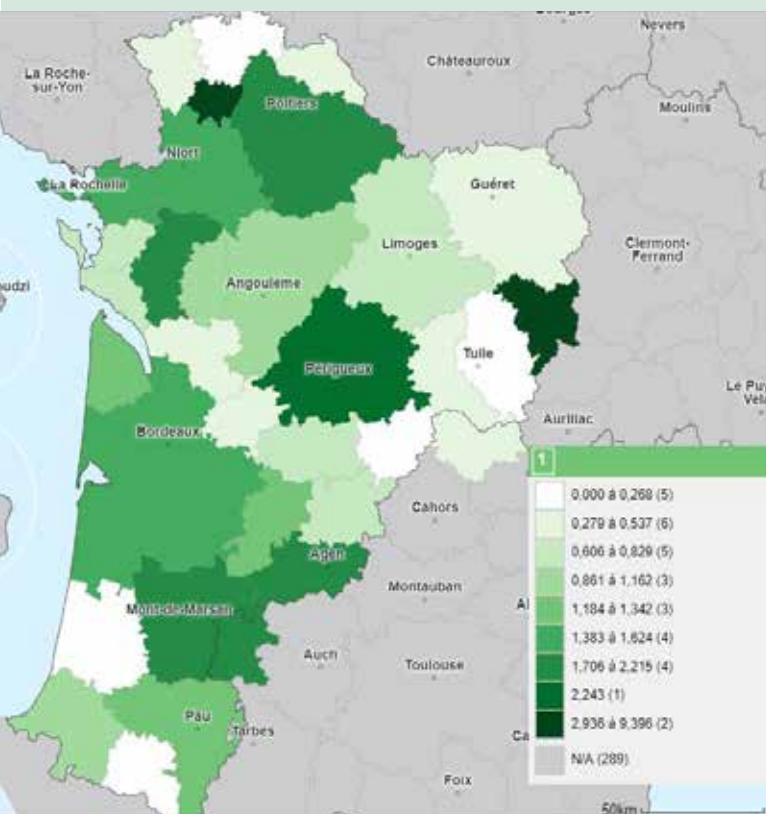 Nevers
Châteauroux
La Roche-
sur-Yon
Poitiers
Moulins
Niort
La Rochelle
Guéret
Limoges
Clermont-
Ferrand
Angouleme
oudzi
Tulle
Périgueux
Le Puy
Vela
Aurillac
Bordeaux
1
0,000 à 0,268 (5)
Cahors
0,279 à 0,537 (6)
0,606 à 0,829 (5)
Agen
0,861 à 1,162 (3)
Montauban
Mont-de-Marsan
1,184 à 1,342 (3)
1,383 à 1,624 (4)
Auch
Toulouse
1,706 à 2,215 (4)
2,243 (1)
Pau
Tarbes
2,936 à 9,396 (2)
Ca
N/A (289)
Foix
50km